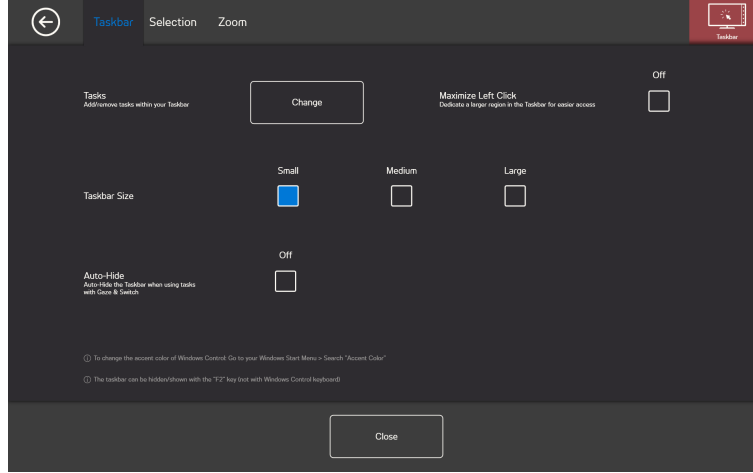 Taskbar Selection Zoom
Taskbar
Off
Tasks
Add/remove tasks within your Taskbar
Change
Maximize Left Click
Dedicate a larger region in the Taskbar for easier access
Small Medium Large
Taskbar Size
Off
Auto-Hide
Auto-Hide the Taskbar when using tasks
with Gaze & Switch
To change the accent color of Windows Control: Go to your Windows Start Menu > Search "Accent Color"
The taskbar can be hidden/shown with the "F2" key (not with Windows Control keyboard)
Close